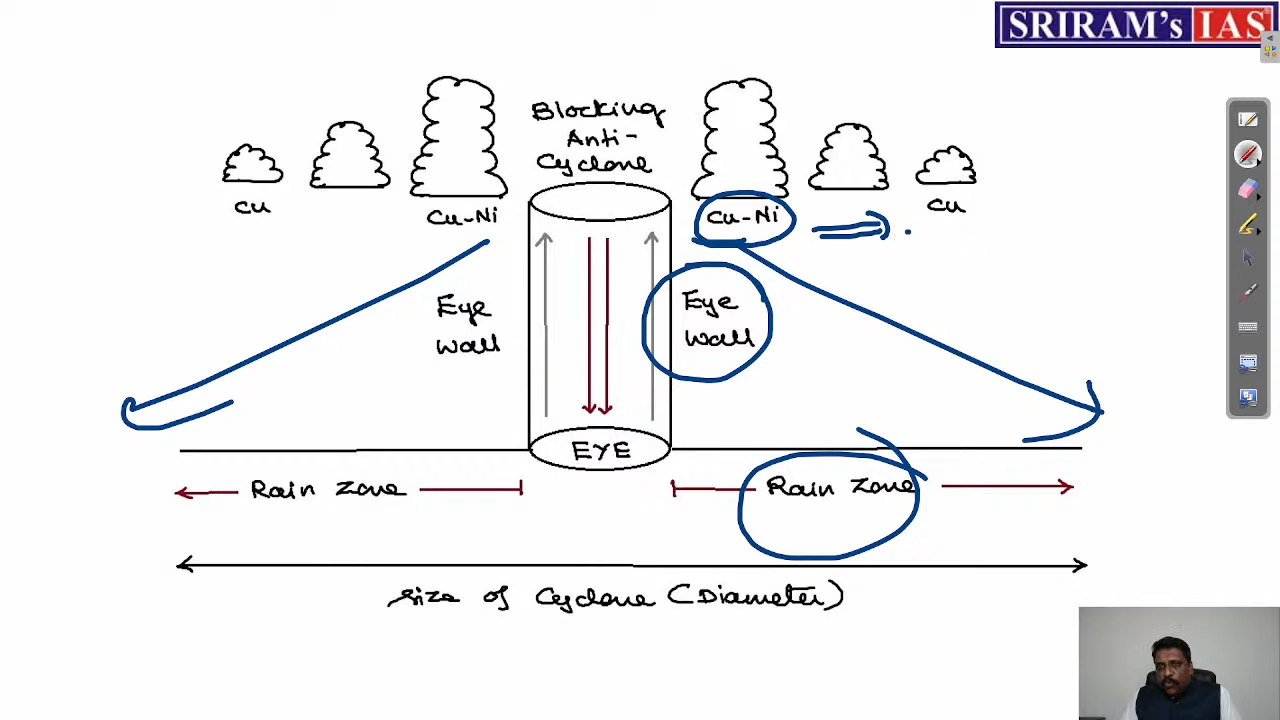 SRIRAM's IAS
Blocking
Anti-
Cyclone
Cu
Cu-Ni
Cu-Ni
Cu
Eye
Wall
Eye
Wall
EYE
Rain Zone
Rain Zone
Size of Cyclone (Diameter)